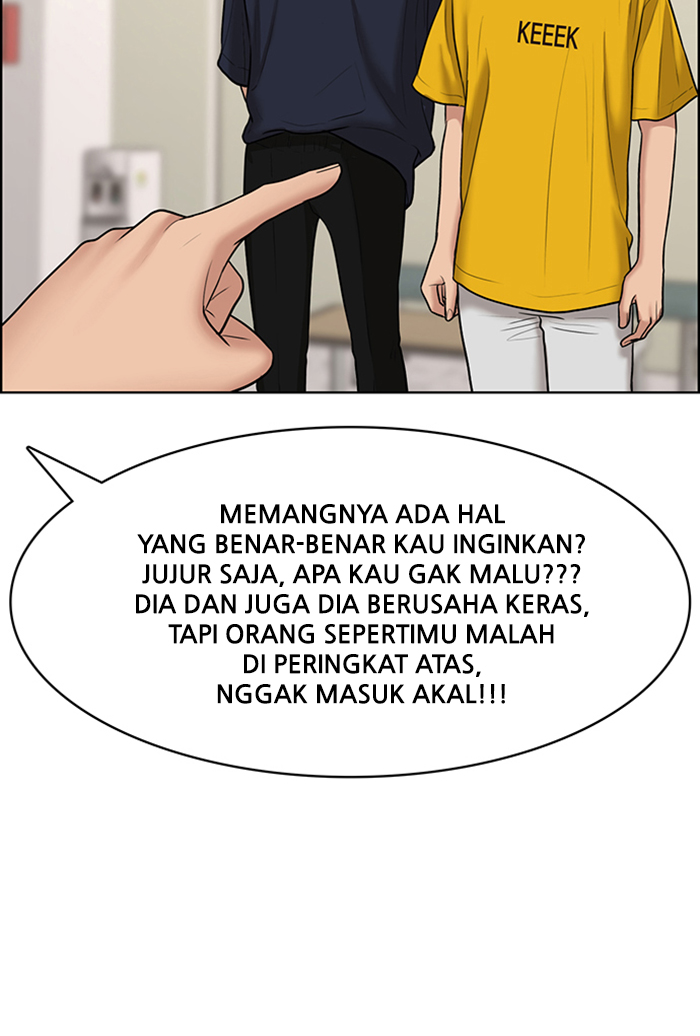 KEEEK
MEMANGNYA ADA HAL
YANG BENAR-BENAR KAU INGINKAN?
JUJUR SAJA, APA KAU GAK MALU???
DIA DAN JUGA DIA BERUSAHA KERAS,
TAPI ORANG SEPERTIMU MALAH
DI PERINGKAT ATAS,
NGGAK MASUK AKAL!!!